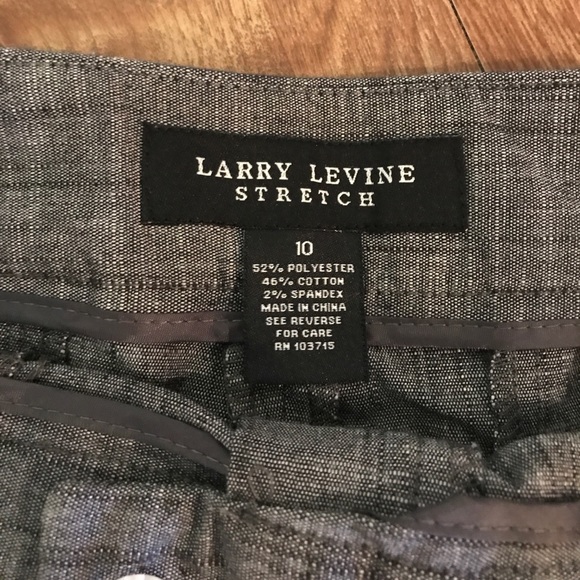 LARRY LEVINE
STRETCH
10
52% POLYESTER
46% COTTON
2% SPANDEX
MADE IN CHINA
SEE REVERSE
FOR CARE
RN 103715